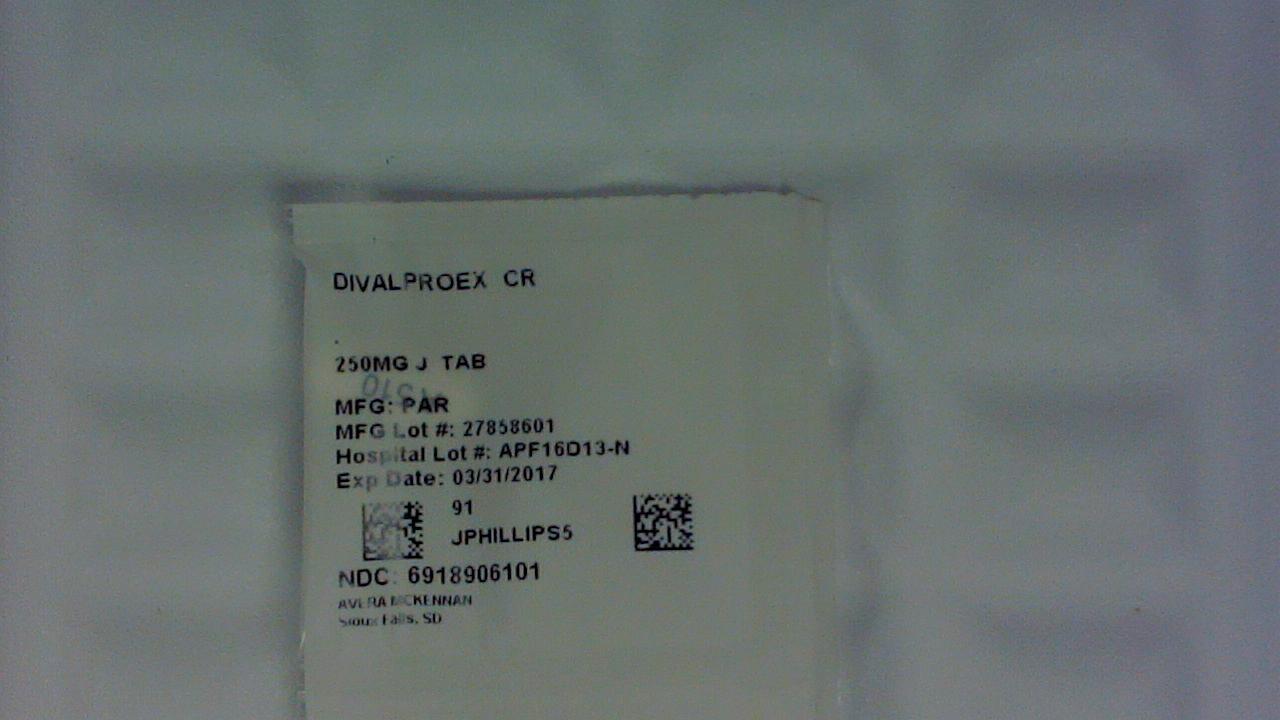 DIVALPROEX CR
250MG J TAB
MFG: PAR
MFG Lot #: 27858601
Hospital Lot #: APF16D13-N
Exp Date: 03/31/2017
91
JPHILLIPS5
NDC: 6918906101
AVERA MCKENNAN
Sioux Falls, SD